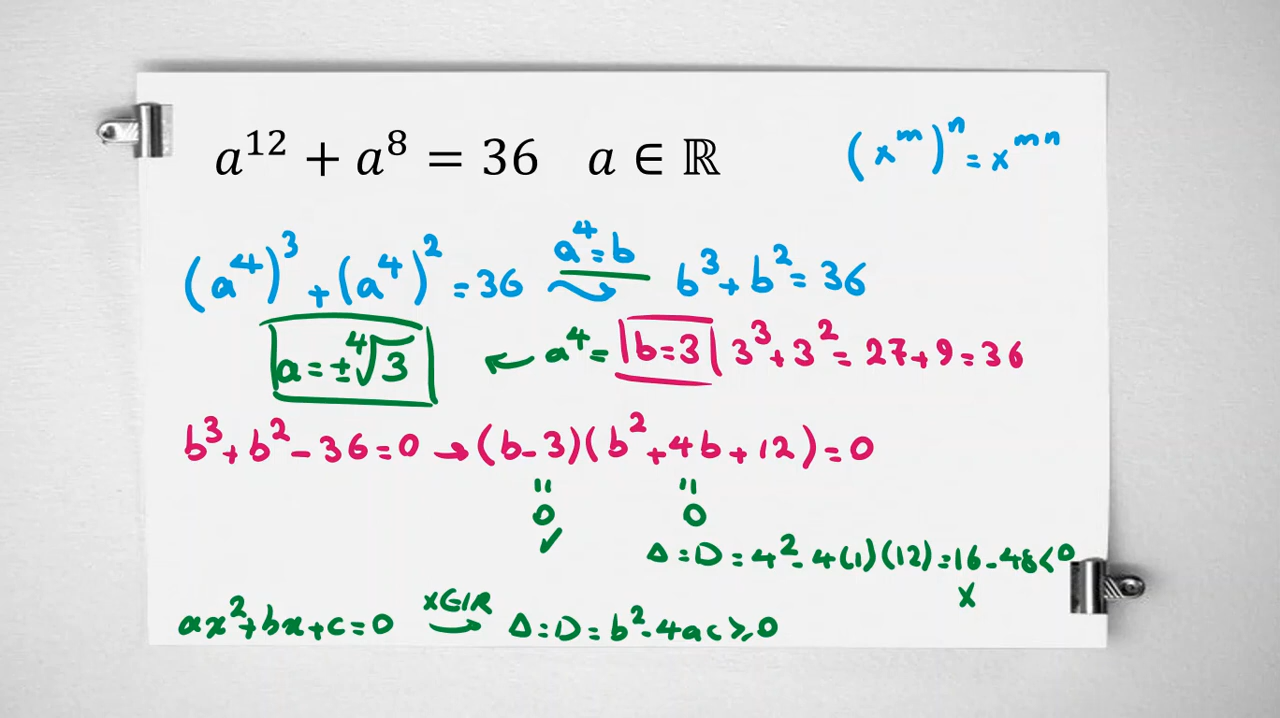 a¹² + a⁸ = 36   a ∈ ℝ   (xᵐ)ⁿ = xᵐⁿ
(a⁴)³ + (a⁴)² = 36   a⁴ = b   b³ + b² = 36
a = ±⁴√3 ← a⁴ = b = 3   3³ + 3² = 27 + 9 = 36
b³ + b² - 36 = 0 → (b - 3)(b² + 4b + 12) = 0
"   "
0   0
✓   Δ = D = 4² - 4(1)(12) = 16 - 48 < 0
x
ax² + bx + c = 0   x ∈ ℝ →   Δ = D = b² - 4ac ≥ 0